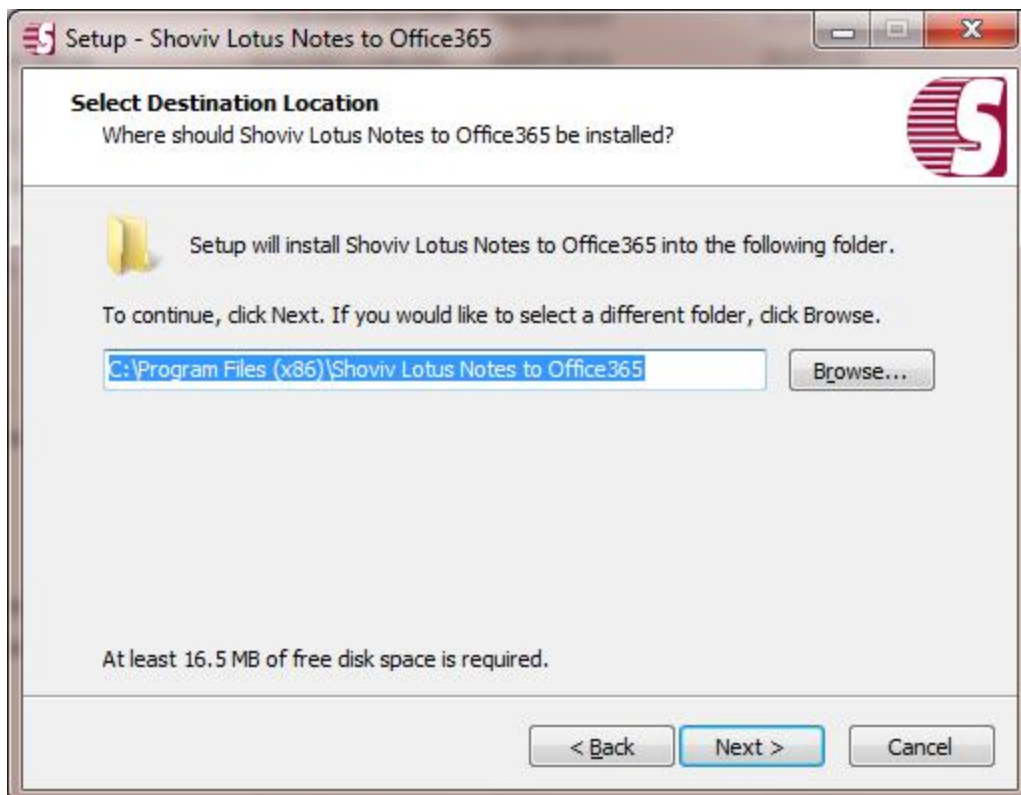 Setup - Shoviv Lotus Notes to Office365
Select Destination Location
Where should Shoviv Lotus Notes to Office365 be installed?
S
Setup will install Shoviv Lotus Notes to Office365 into the following folder.
To continue, click Next. If you would like to select a different folder, click Browse.
C:\Program Files (x86)\Shoviv Lotus Notes to Office365
Browse...
At least 16.5 MB of free disk space is required.
< Back
Next >
Cancel